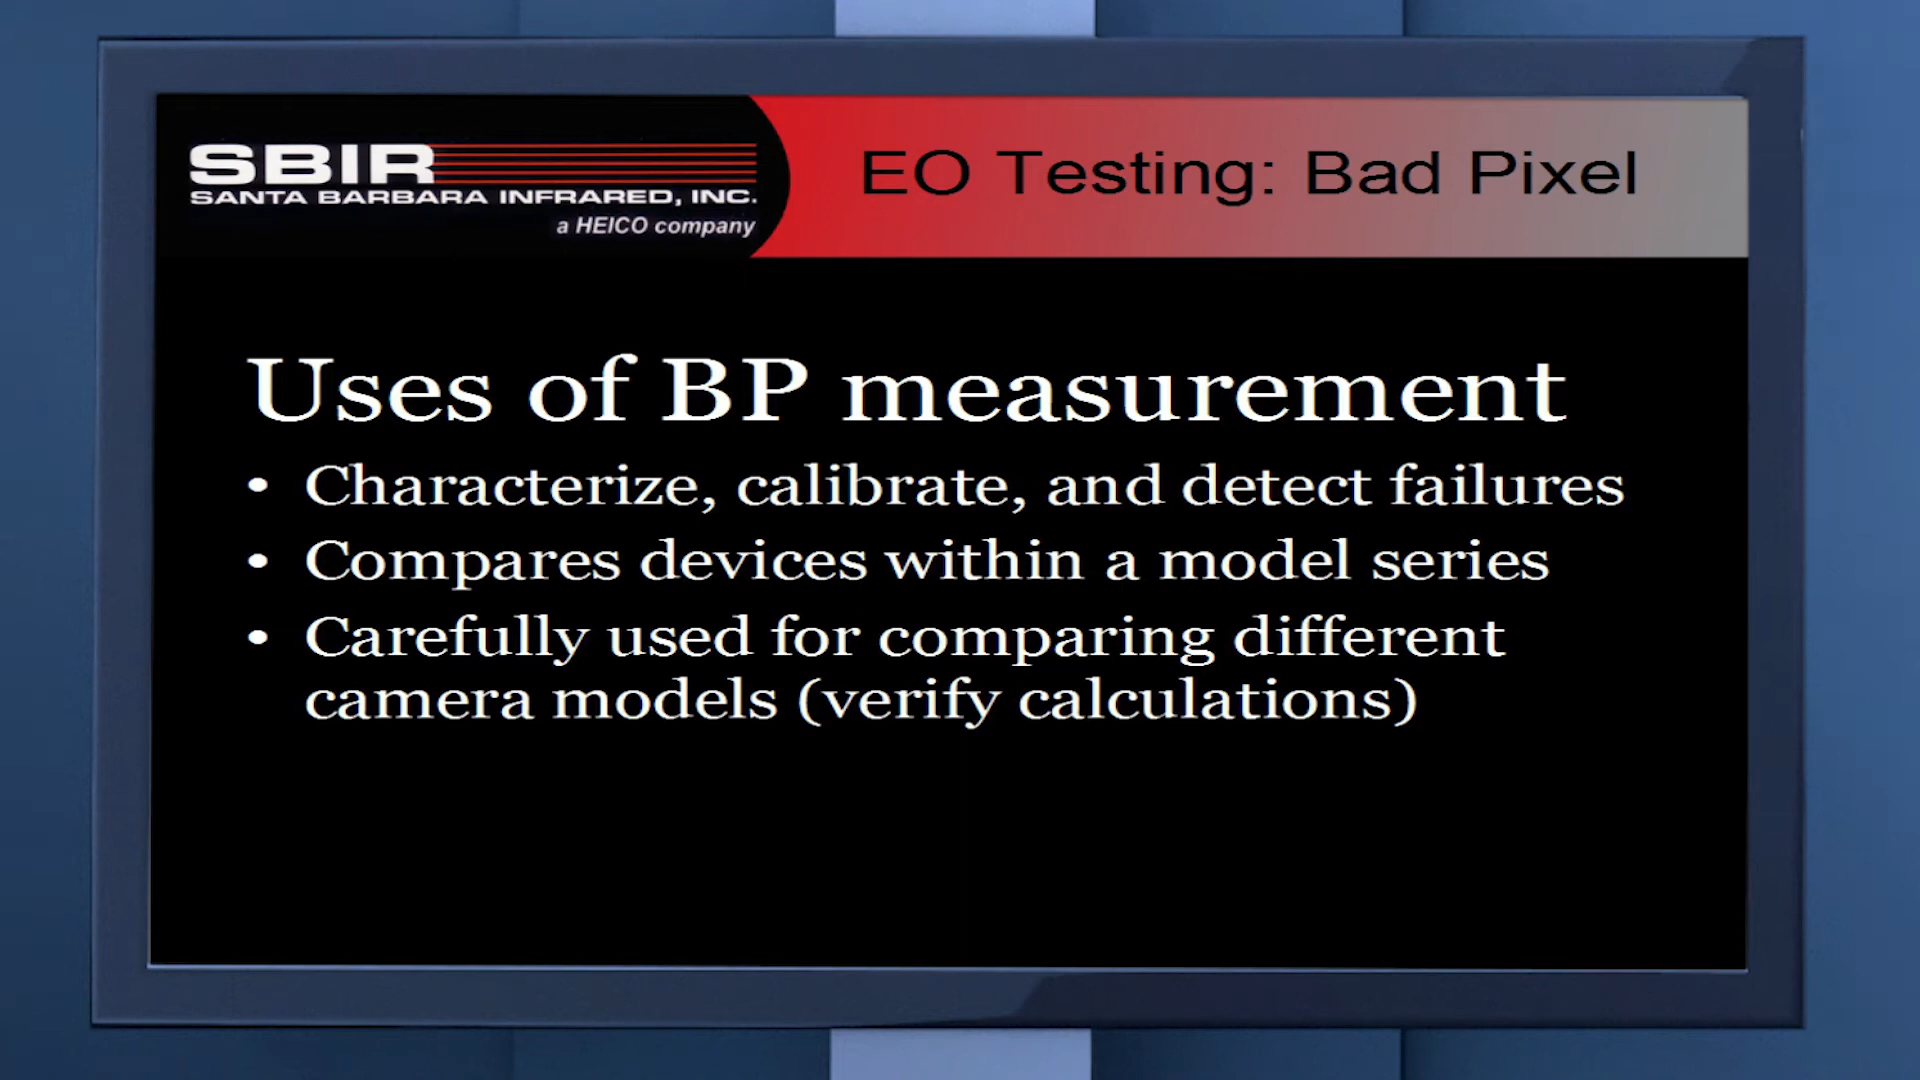 SBIR
SANTA BARBARA INFRARED, INC.
a HEICO company
EO Testing: Bad Pixel
Uses of BP measurement
• Characterize, calibrate, and detect failures
• Compares devices within a model series
• Carefully used for comparing different
camera models (verify calculations)